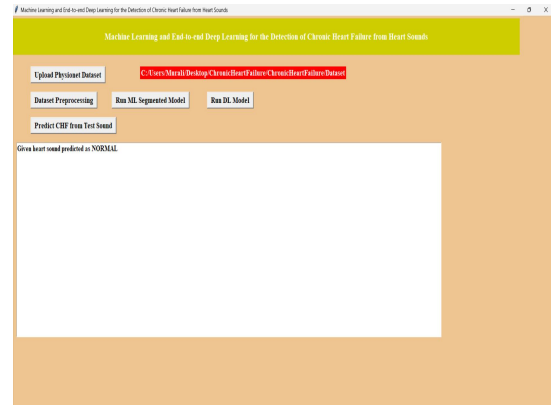 Machine Learning and End-to-end Deep Learning for the Detection of Chronic Heart Failure from Heart Sounds
Machine Learning and End-to-end Deep Learning for the Detection of Chronic Heart Failure from Heart Sounds
Upload Physionet Dataset C:/Users/Murali/Desktop/ChronicHeartFailure/ChronicHeartFailure/Dataset
Dataset Preprocessing Run ML Segmented Model Run DL Model
Predict CHF from Test Sound
Given heart sound predicted as NORMAL